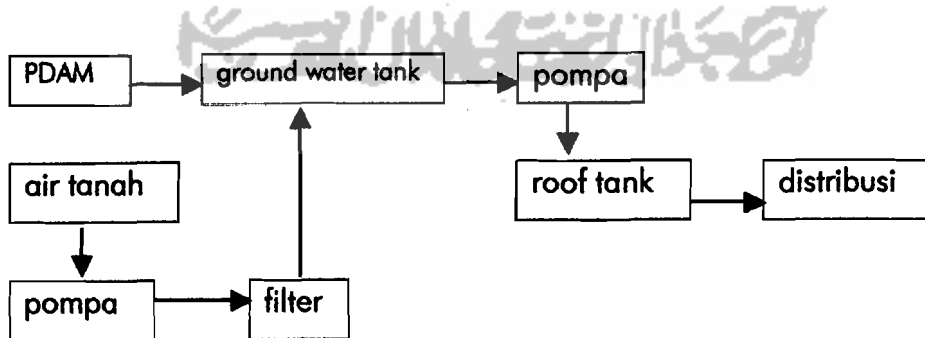 PDAM
ground water tank
pompa
air tanah
roof tank
distribusi
pompa
filter